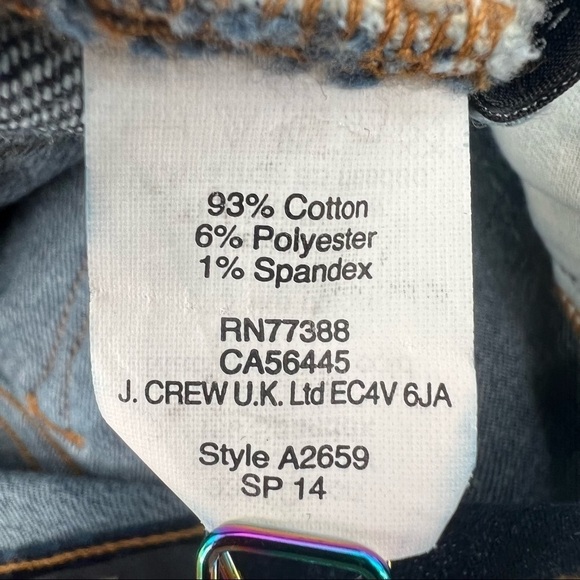 93% Cotton
6% Polyester
1% Spandex
RN77388
CA56445
J. CREW U.K. Ltd EC4V 6JA
Style A2659
SP 14